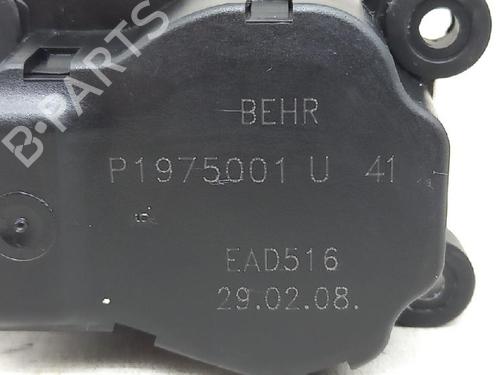 BEHR
P1975001 U 41
EAD516
29.02.08.
B-PARTS